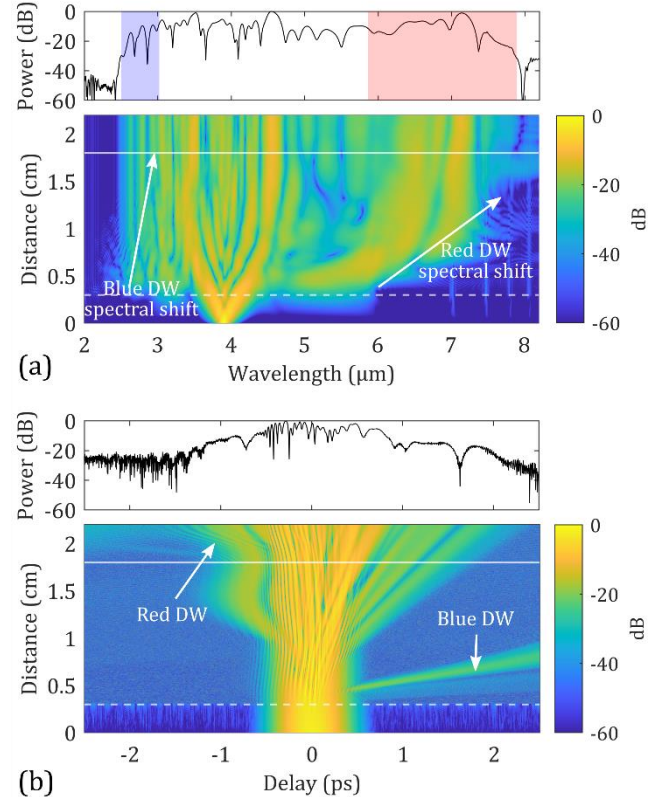 (a)
Power (dB)
0
-20
-40
-60
Distance (cm)
2
1.5
1
0.5
0
Blue DW
spectral shift
Red DW
spectral shift
2
3
4
5
6
7
8
Wavelength (μm)
0
-20
-40
-60
dB
(b)
Power (dB)
0
-20
-40
-60
Distance (cm)
2
1.5
1
0.5
0
Red DW
Blue DW
-2
-1
0
1
2
Delay (ps)
0
-20
-40
-60
dB